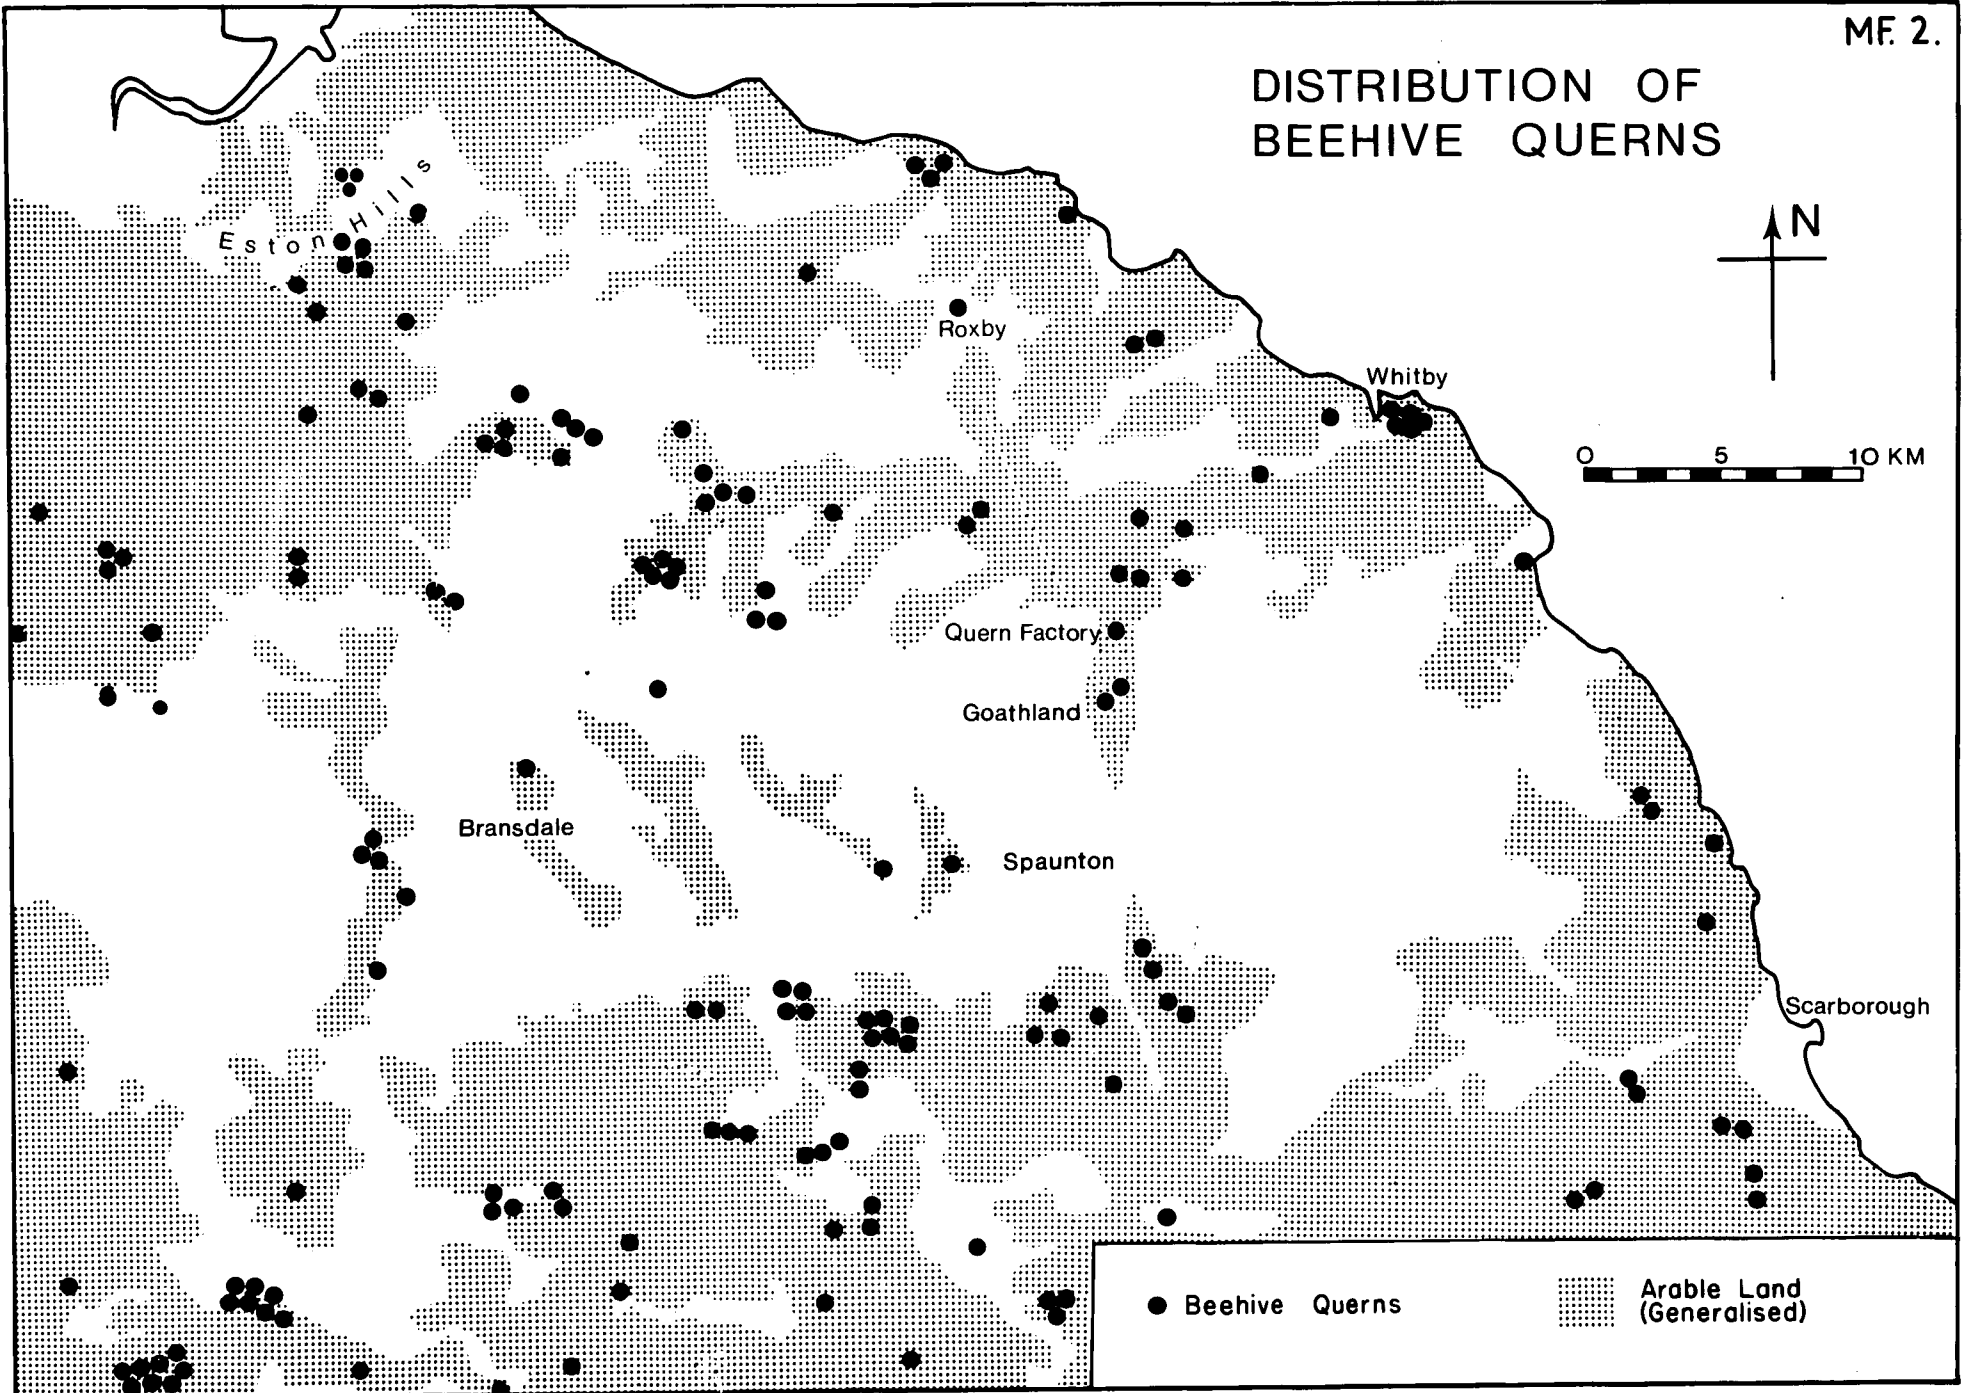 MF. 2.
DISTRIBUTION OF
BEEHIVE QUERNS
N
Eston Hills
Roxby
Whitby
0 5 10 KM
Quern Factory
Goathland
Bransdale
Spaunton
Scarborough
Beehive Querns
Arable Land
(Generalised)